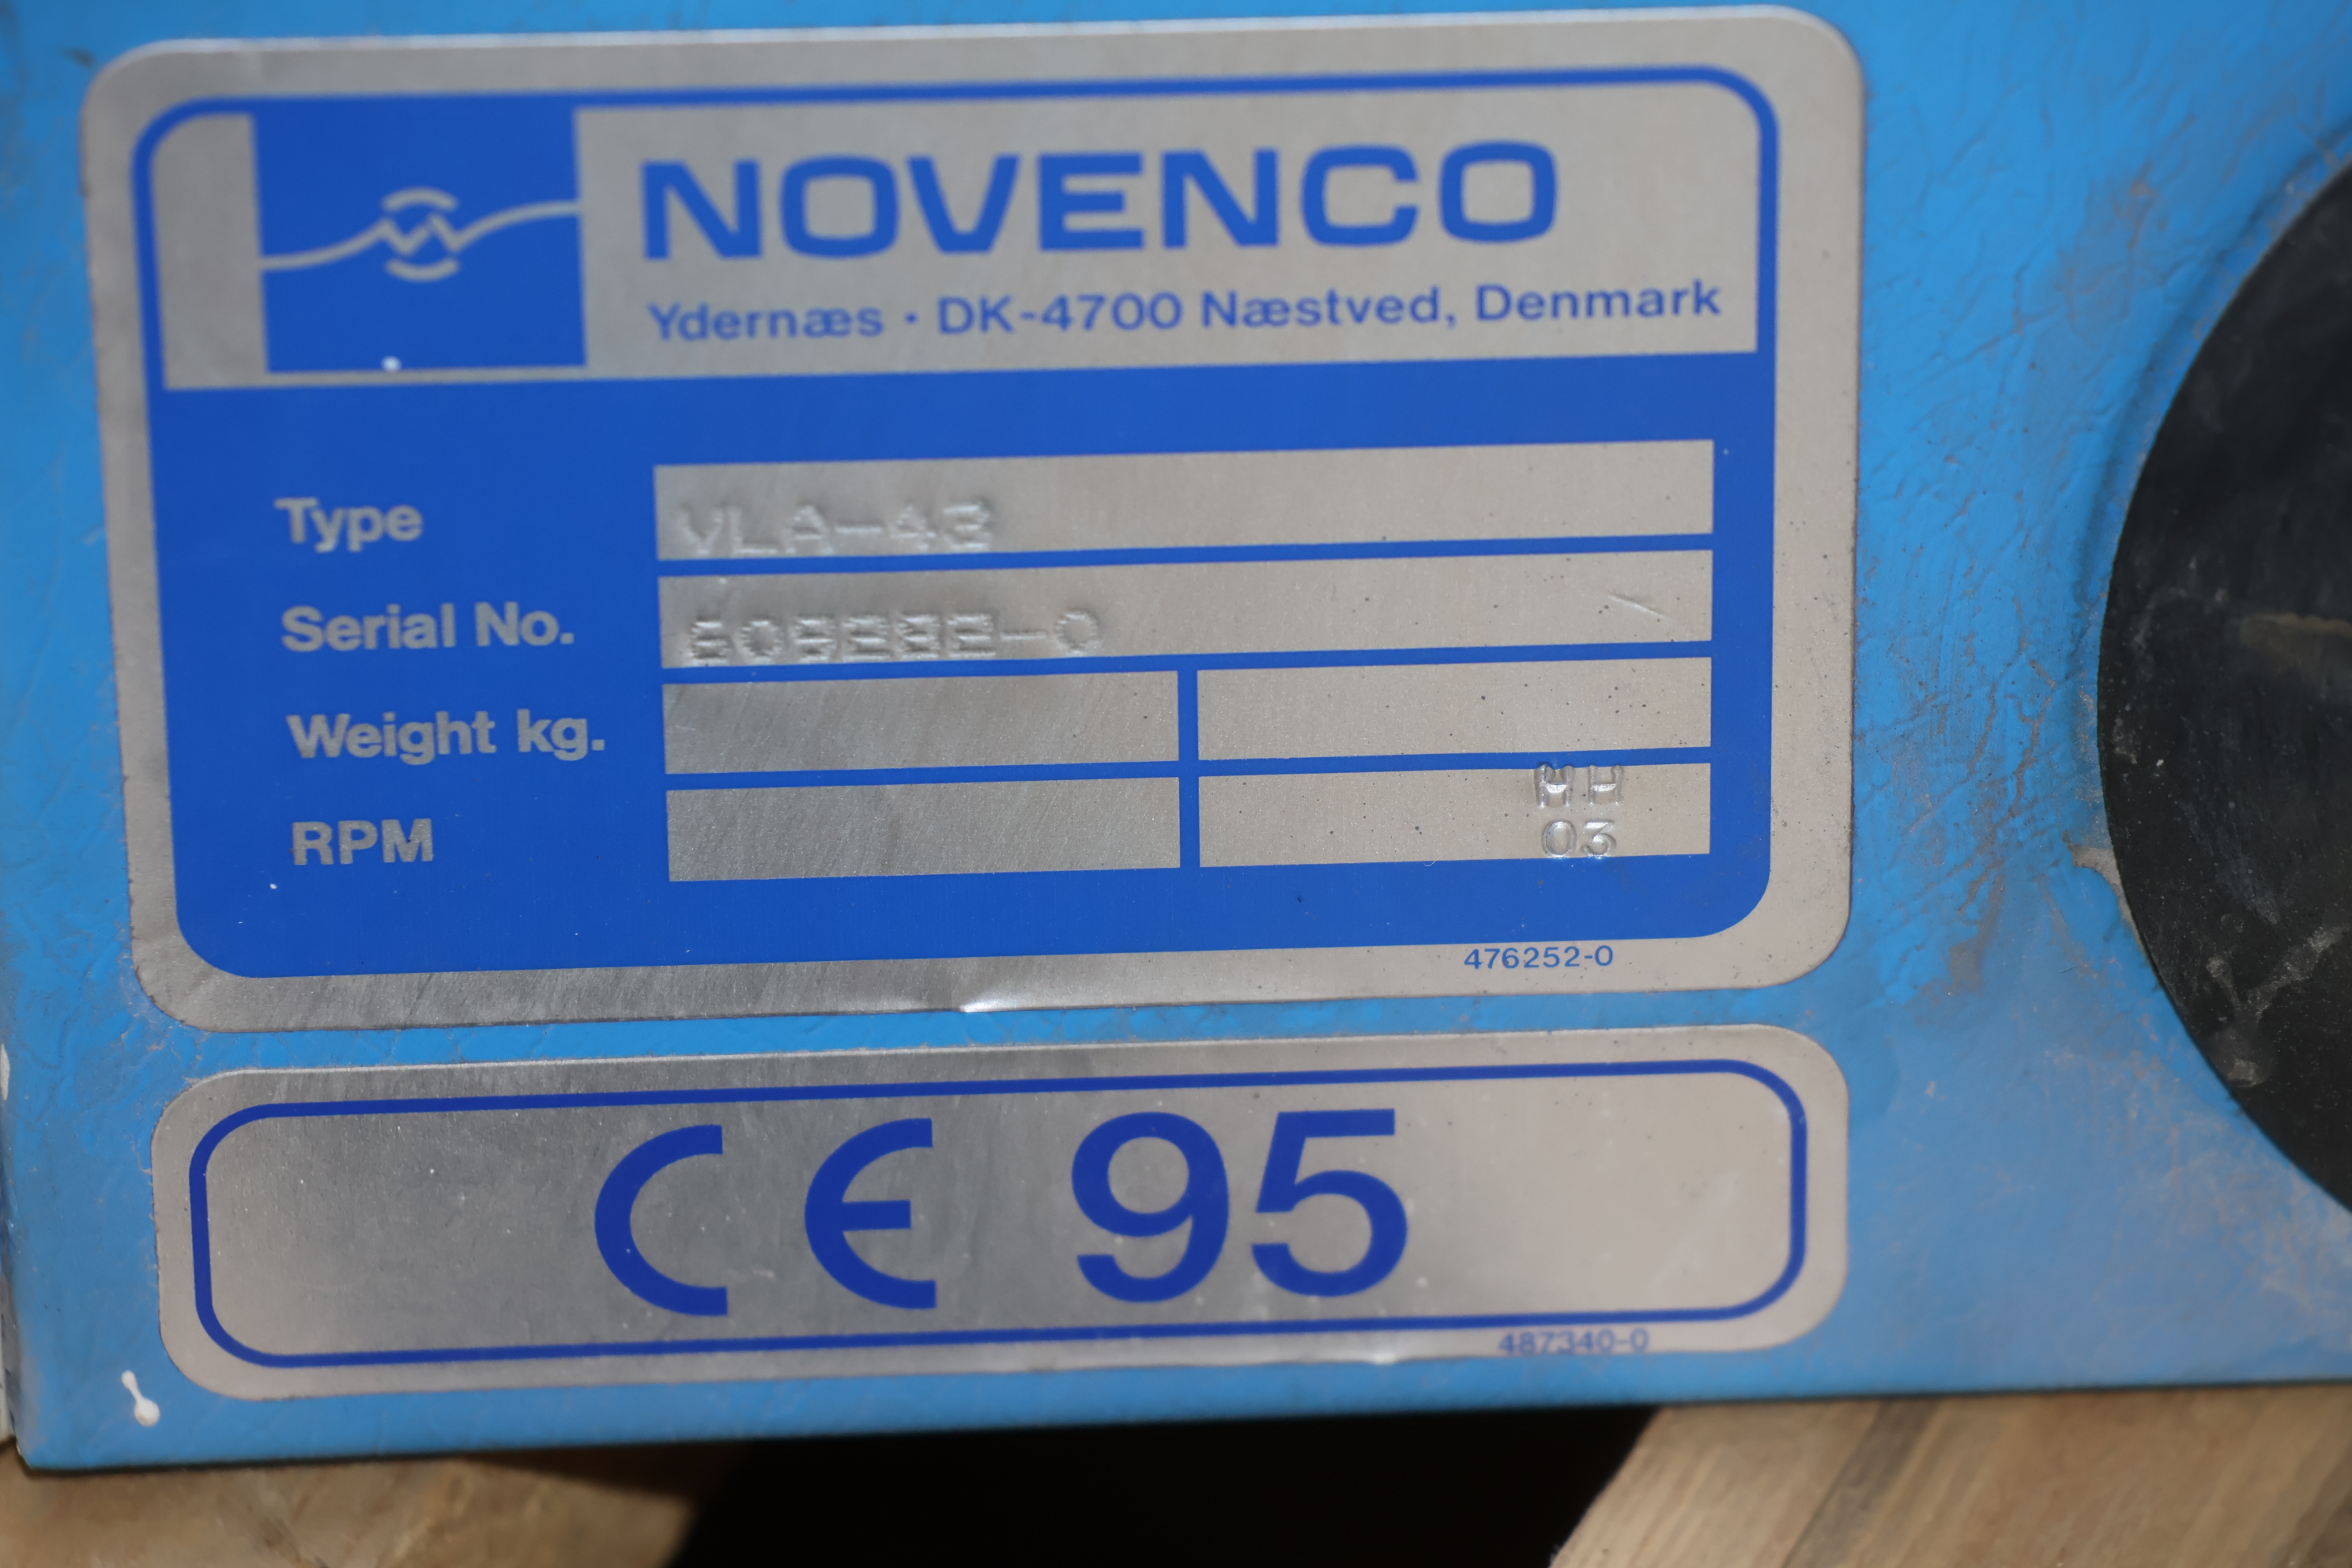 NOVENCO
Ydernæs · DK-4700 Næstved, Denmark
Type VLA-43
Serial No.
Weight kg.
RPM
03
476252-0
CE 95
487340-0